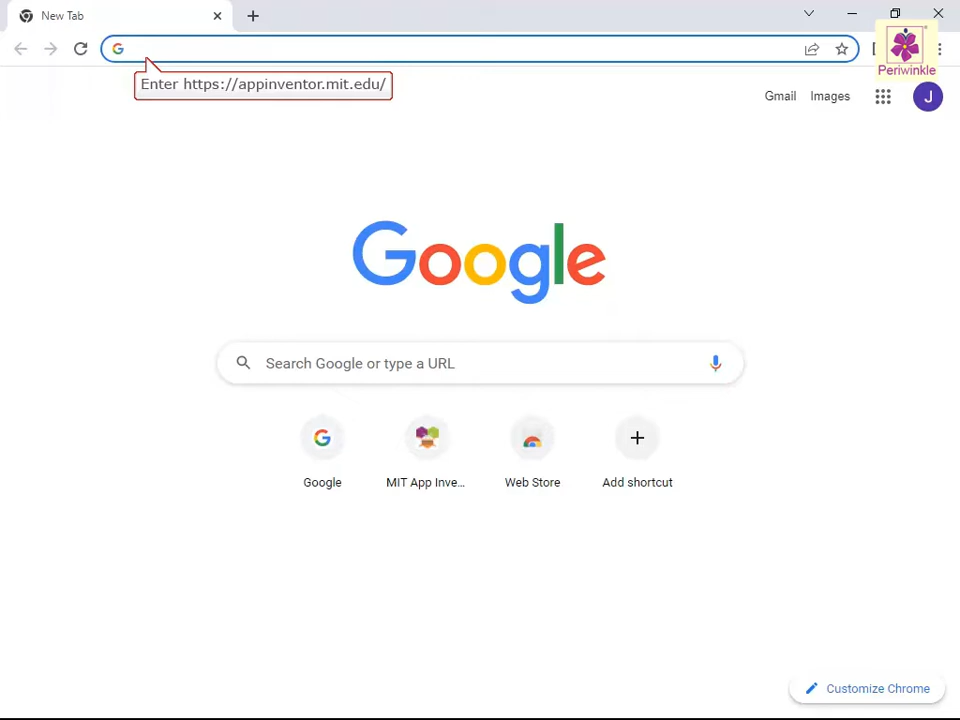 New Tab
Enter https://appinventor.mit.edu/
Periwinkle
Gmail Images
J
Google
Search Google or type a URL
Google MIT App Inve... Web Store Add shortcut
Customize Chrome